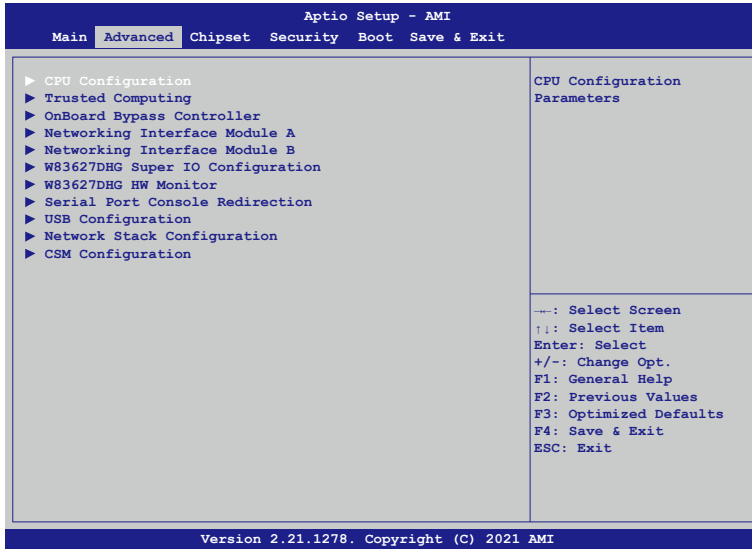 Aptio Setup - AMI
Main Advanced Chipset Security Boot Save & Exit
▶ CPU Configuration
▶ Trusted Computing
▶ OnBoard Bypass Controller
▶ Networking Interface Module A
▶ Networking Interface Module B
▶ W83627DHG Super IO Configuration
▶ W83627DHG HW Monitor
▶ Serial Port Console Redirection
▶ USB Configuration
▶ Network Stack Configuration
▶ CSM Configuration
CPU Configuration
Parameters
→←: Select Screen
↑↓: Select Item
Enter: Select
+/-: Change Opt.
F1: General Help
F2: Previous Values
F3: Optimized Defaults
F4: Save & Exit
ESC: Exit
Version 2.21.1278. Copyright (C) 2021 AMI